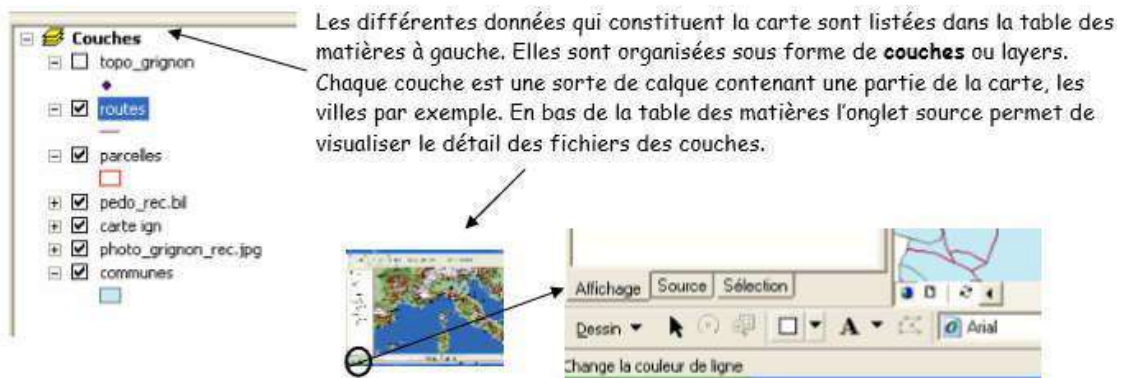 Couches
topo_grignon
routes
parcelles
pedo_rec.bil
carte ign
photo_grignon_rec.jpg
communes
Les différentes données qui constituent la carte sont listées dans la table des
matières à gauche. Elles sont organisées sous forme de couches ou layers.
Chaque couche est une sorte de calque contenant une partie de la carte, les
villes par exemple. En bas de la table des matières l'onglet source permet de
visualiser le détail des fichiers des couches.
Affichage Source Sélection
Dessin A Arial
Change la couleur de ligne